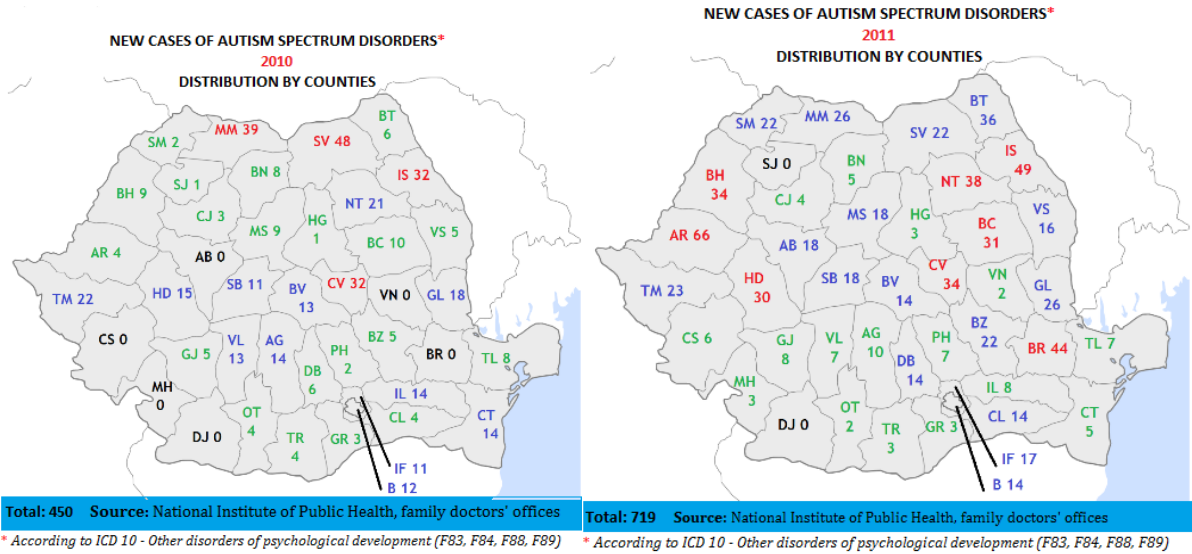 NEW CASES OF AUTISM SPECTRUM DISORDERS*
2010
DISTRIBUTION BY COUNTIES
BT
6
MM 39
SV 48
SM 2
IS 32
BN 8
SJ 1
BH 9
NT 21
CJ 3
HG
1
MS 9
VS 5
BC 10
AR 4
AB 0
SB 11
CV 32
HD 15
BV
13
VN 0
GL 18
TM 22
CS 0
VL
13
AG
14
BZ 5
GJ 5
PH
2
BR 0
TL 8
DB
6
MH
0
IL 14
OT
4
CL 4
CT
14
DJ 0
TR
4
GR 3
IF 11
B 12
Total: 450 Source: National Institute of Public Health, family doctors' offices
* According to ICD 10 - Other disorders of psychological development (F83, F84, F88, F89)
NEW CASES OF AUTISM SPECTRUM DISORDERS*
2011
DISTRIBUTION BY COUNTIES
BT
36
MM 26
SM 22
SV 22
IS
49
SJ 0
BN
5
BH
34
NT 38
CJ 4
MS 18
HG
3
VS
16
BC
31
AR 66
AB 18
CV
34
HD
30
SB 18
BV
14
VN
2
TM 23
GL
26
BZ
22
CS 6
GJ
8
VL
7
AG
10
PH
7
BR 44
TL 7
DB
14
MH
3
IL 8
OT
2
CL 14
CT
5
DJ 0
TR
3
GR 3
IF 17
B 14
Total: 719 Source: National Institute of Public Health, family doctors' offices
* According to ICD 10 - Other disorders of psychological development (F83, F84, F88, F89)